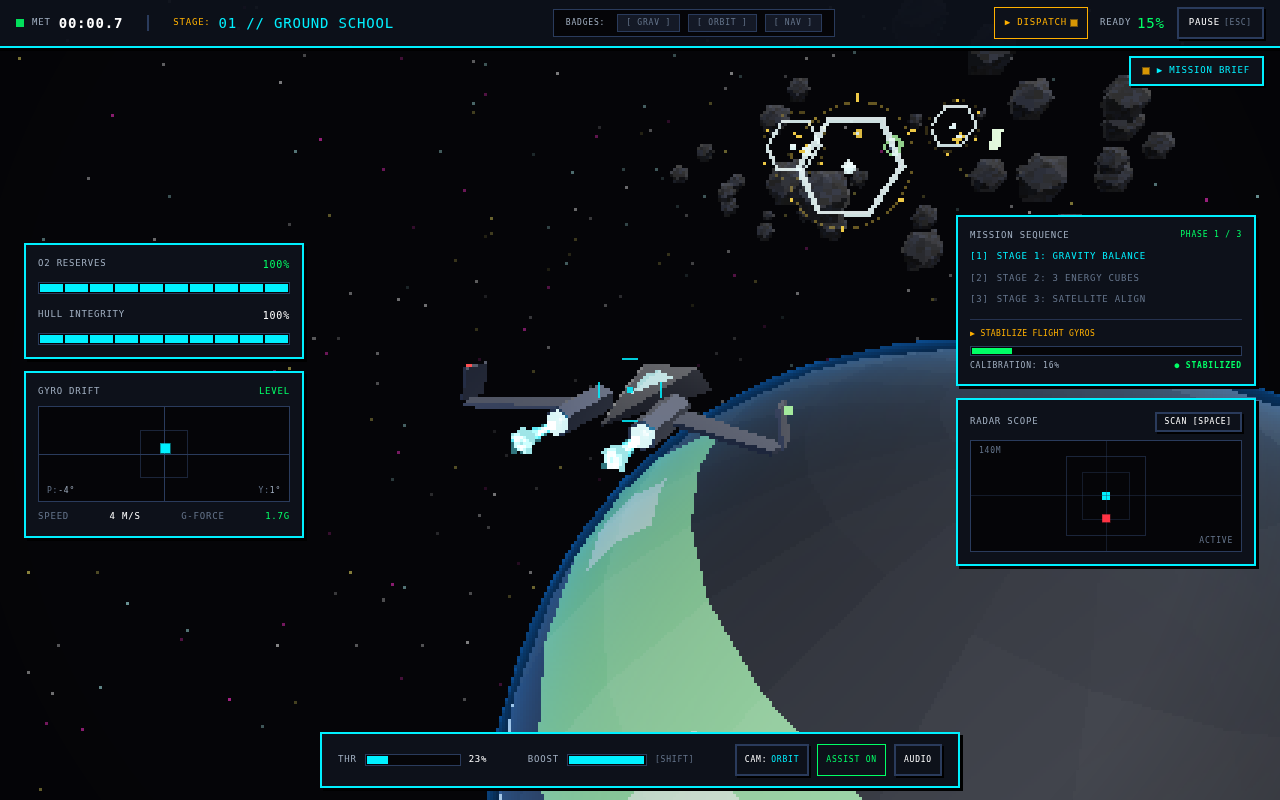 MET 00:00.7
STAGE: 01 // GROUND SCHOOL
BADGES: [ GRAV ] [ ORBIT ] [ NAV ]
▶ DISPATCH
READY 15%
PAUSE [ESC]
▶ MISSION BRIEF
O2 RESERVES 100%
HULL INTEGRITY 100%
GYRO DRIFT LEVEL
P:-4° Y:1°
SPEED 4 M/S G-FORCE 1.7G
MISSION SEQUENCE PHASE 1 / 3
[1] STAGE 1: GRAVITY BALANCE
[2] STAGE 2: 3 ENERGY CUBES
[3] STAGE 3: SATELLITE ALIGN
▶ STABILIZE FLIGHT GYROS
CALIBRATION: 16% ● STABILIZED
RADAR SCOPE SCAN [SPACE]
140M
ACTIVE
THR 23% BOOST [SHIFT] CAM: ORBIT ASSIST ON AUDIO